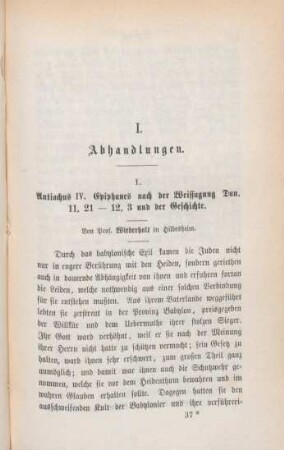 I.
Abhandlungen.
1.
Antiochus IV. Epiphanes nach der Weissagung Dan.
11, 21 — 12, 3 und der Geschichte.
Von Prof. Wiederholt in Hildesheim.
Durch das babylonische Exil kamen die Juden nicht
nur in engere Berührung mit den Heiden, sondern geriethen
auch in dauernde Abhängigkeit von ihnen und erfuhren fortan
die Leiden, welche nothwendig aus einer solchen Verbindung
für sie entstehen mußten. Aus ihrem Vaterlande weggeführt
lebten sie zerstreut in der Provinz Babylon, preisgegeben
der Willkür und dem Uebermuthe ihrer stolzen Sieger.
Ihr Gott ward verhöhnt, weil er nach der Meinung
ihrer Herrn nicht hatte zu schützen vermocht; sein Gesetz zu
halten, ward ihnen sehr erschwert, zum großen Theil ganz
unmöglich; und damit war ihnen auch die Schutzwehr ge-
nommen, welche sie vor dem Heidenthum bewahren und im
wahren Glauben erhalten sollte. Dagegen fanden sie den
ausschweifenden Kult der Babylonier und ihre verführeri-
37 *